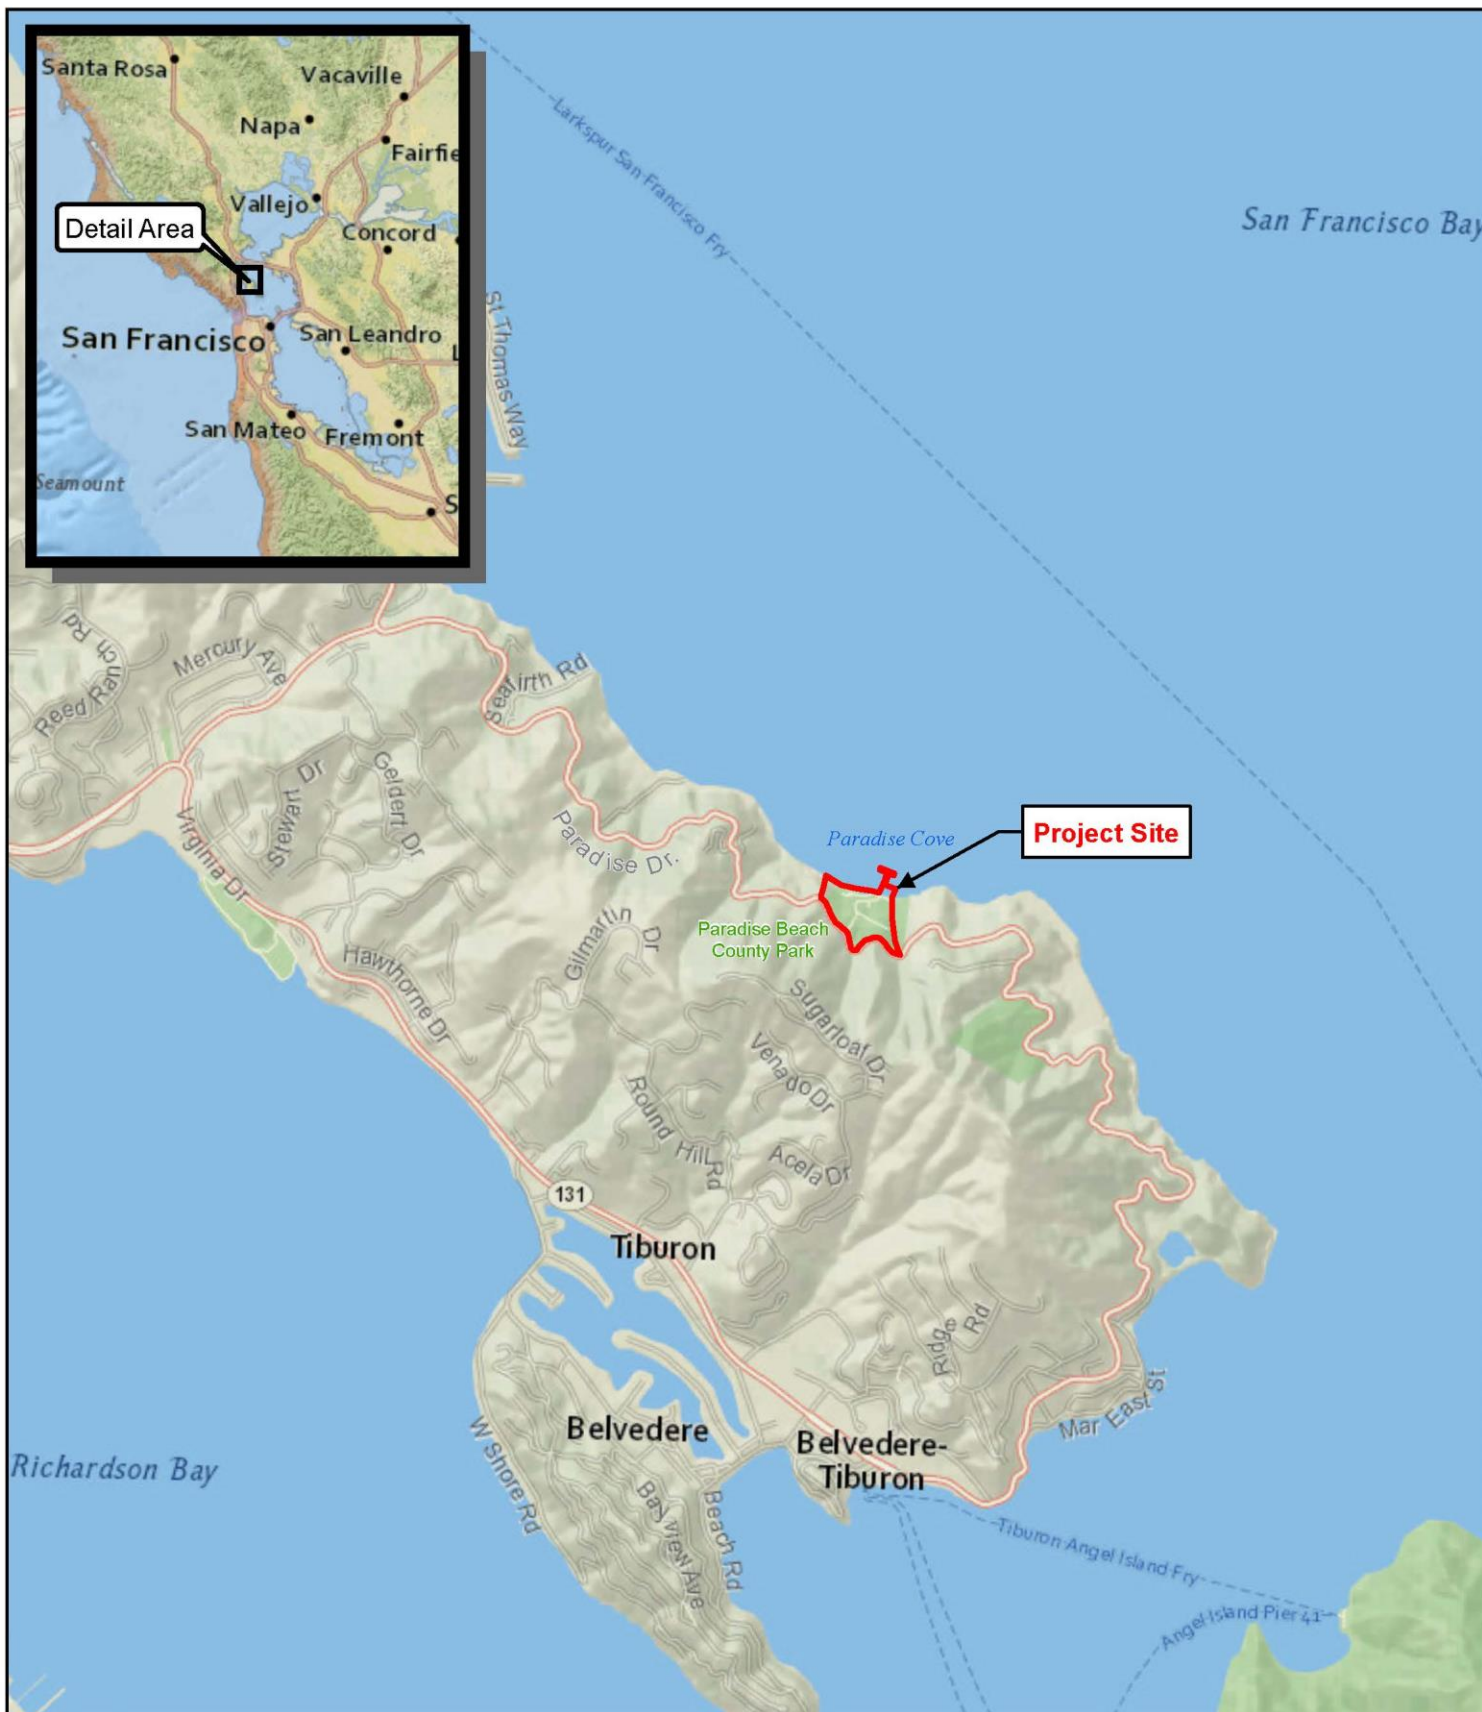 Santa Rosa
Vacaville
Napa
Fairfie
Vallejo
Detail Area
Concord
San Francisco
San Leandro
L
San Mateo
Fremont
Seamount
S
Larkspur San Francisco Fry
San Francisco Bay
St Thomas Way
Reed Ranch Rd
Mercury Ave
Seafirth Rd
Stewart Dr
Geldert Dr
Virginia Dr
Paradise Dr.
Paradise Cove
Project Site
Paradise Beach
County Park
Gilmartin Dr
Hawthorne Dr
Sugarloaf Dr
Venado Dr
Round Hill Rd
Acela Dr
131
Tiburon
Ridge Rd
Mar East St
Belvedere
Belvedere-
Tiburon
W Shore Rd
Richardson Bay
Bayview Ave
Beach Rd
Tiburon Angel Island Fry
Angel Island Pier 41